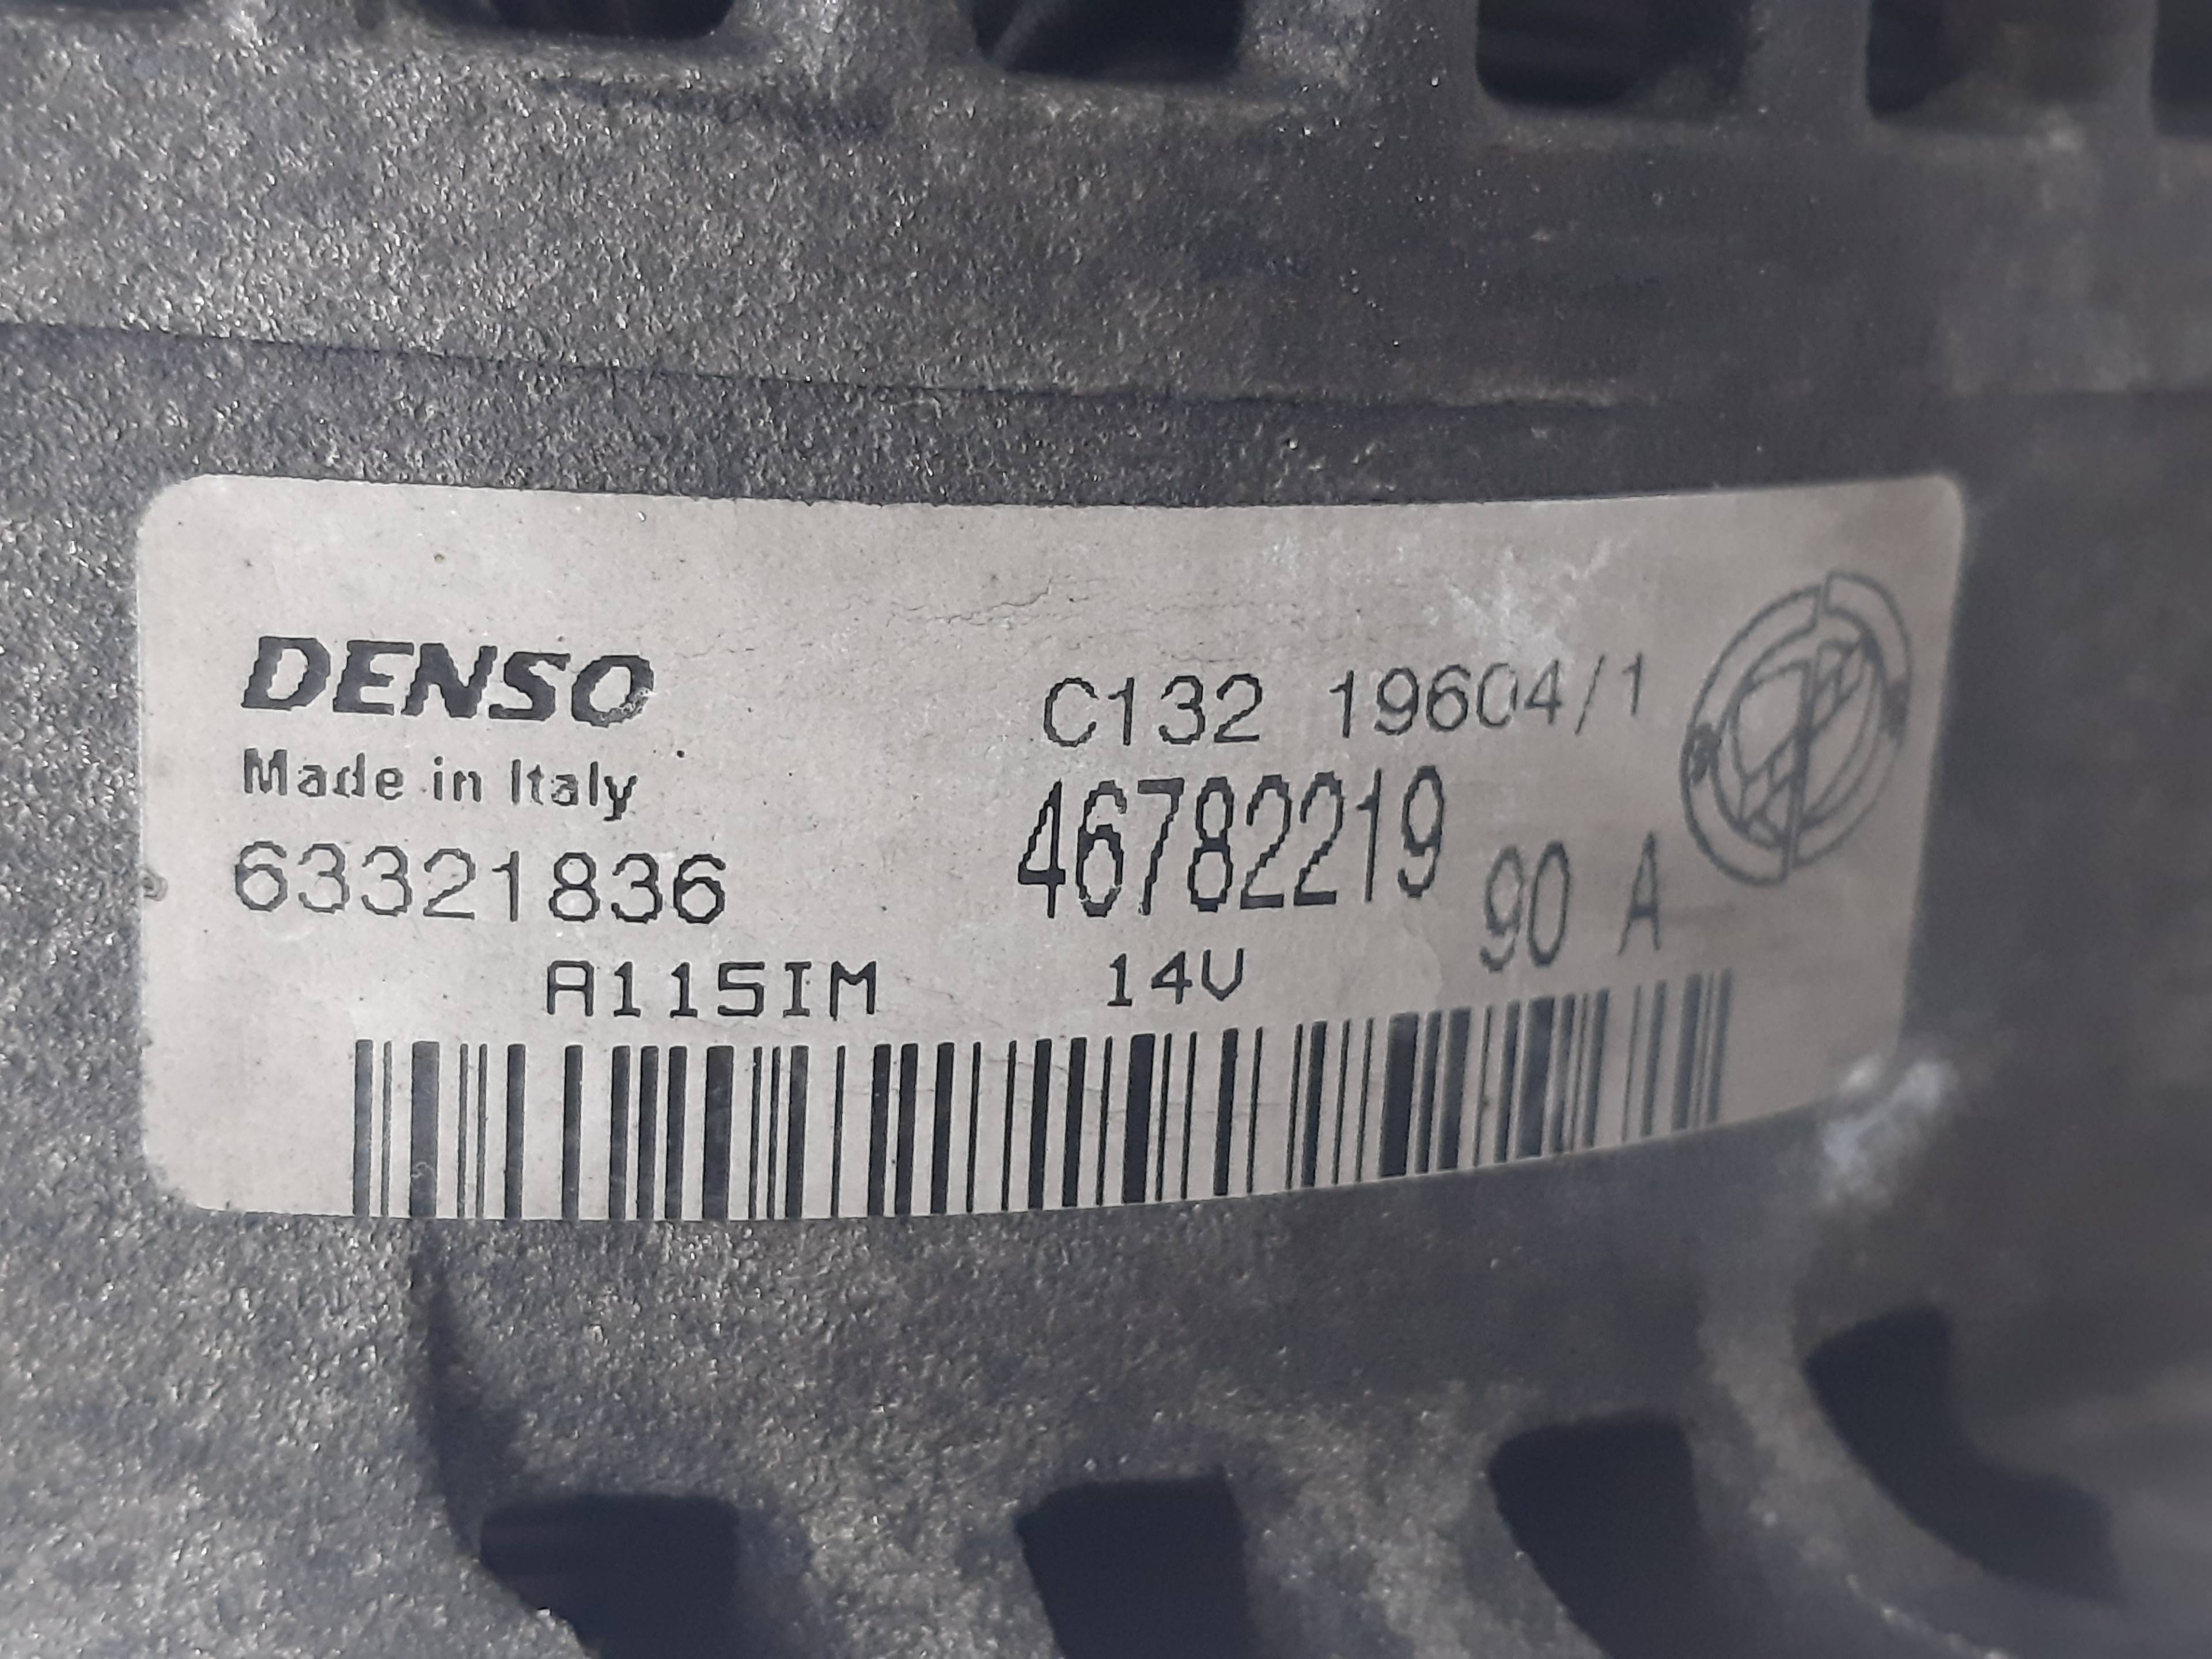 DENSO
Made in Italy
63321836
C132 19604/1
46782219
90 A
A115IM 14V